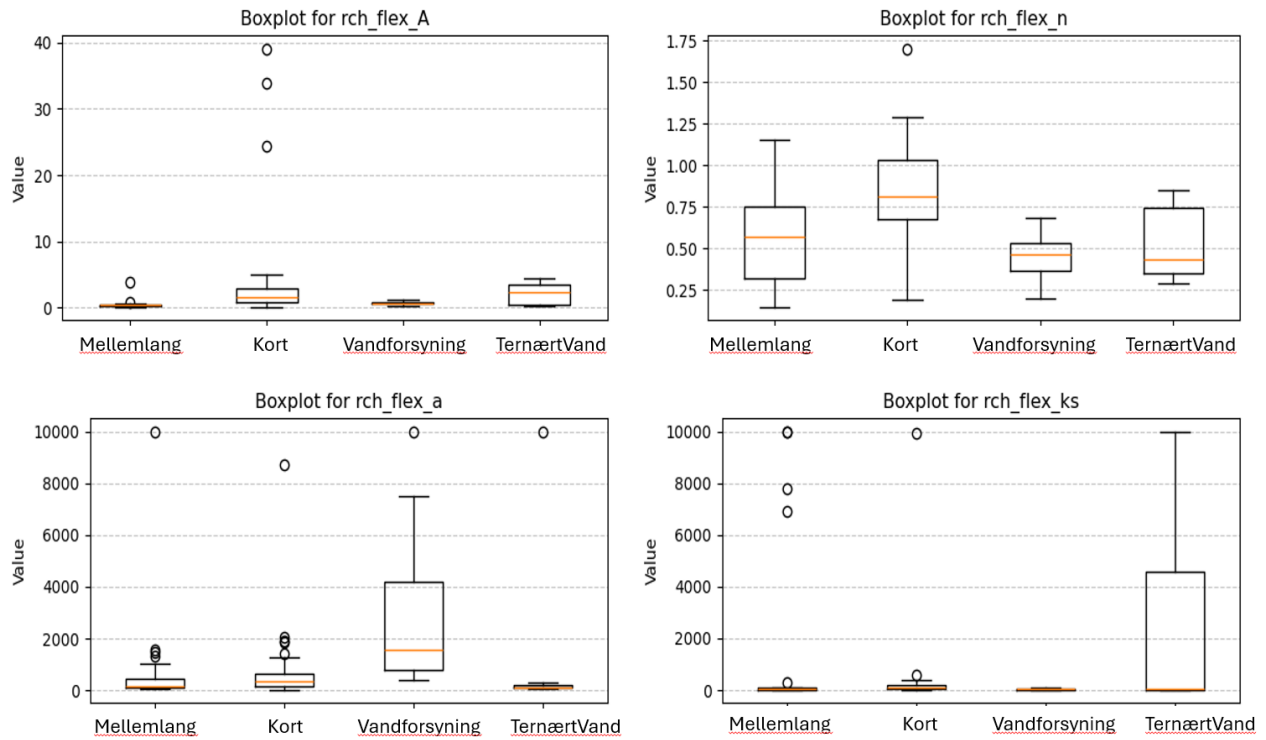 Boxplot for rch_flex_A
40
30
20
10
0
Value
Mellemlang Kort Vandforsyning TernærtVand
Boxplot for rch_flex_n
1.75
1.50
1.25
1.00
0.75
0.50
0.25
Value
Mellemlang Kort Vandforsyning TernærtVand
Boxplot for rch_flex_a
10000
8000
6000
4000
2000
0
Value
Mellemlang Kort Vandforsyning TernærtVand
Boxplot for rch_flex_ks
10000
8000
6000
4000
2000
0
Value
Mellemlang Kort Vandforsyning TernærtVand